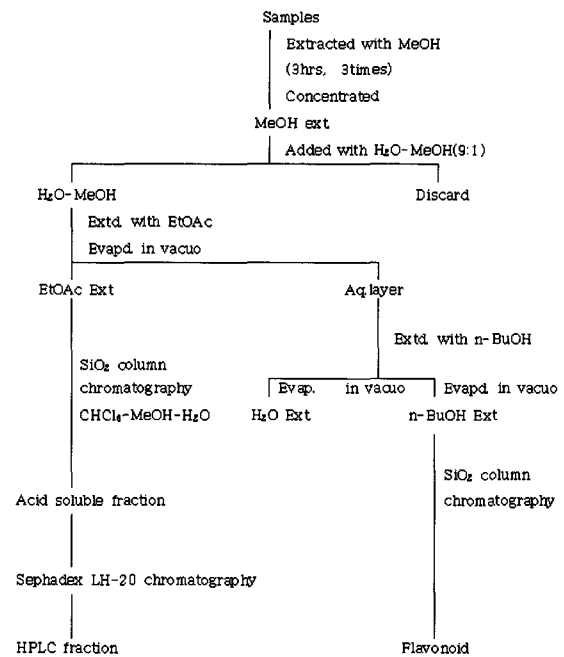 Samples
Extracted with MeOH
(3hrs, 3times)
Concentrated
MeOH ext
Added with H₂O-MeOH(9:1)
H₂O-MeOH
Discard
Extd. with EtOAc
Evapd. in vacuo
EtOAc Ext
Aq.layer
Extd. with n-BuOH
SiO₂ column
chromatography
CHCl₆-MeOH-H₂O
Evap. in vacuo
Evapd. in vacuo
H₂O Ext
n-BuOH Ext
SiO₂ column
chromatography
Acid soluble fraction
Sephadex LH-20 chromatography
HPLC fraction
Flavonoid